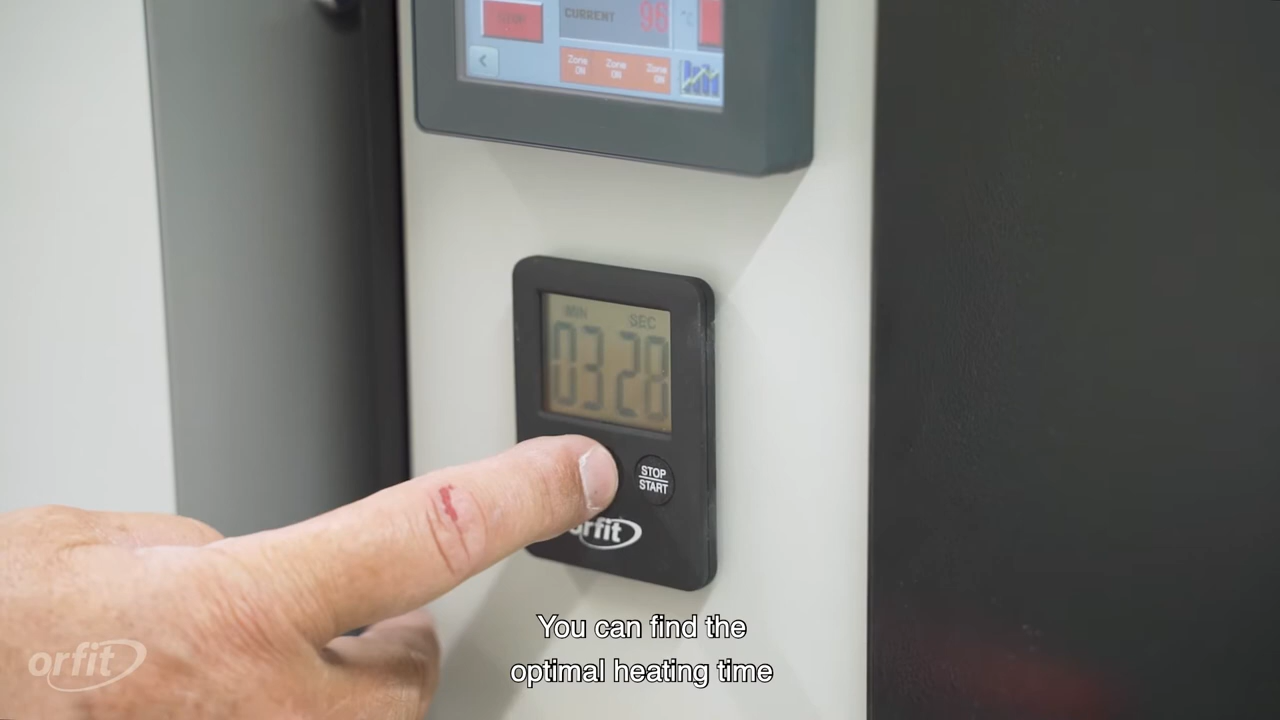 STOP
CURRENT 96 °C
Zone Zone Zone
ON ON ON
MIN SEC
03 28
STOP
START
orfit
You can find the
optimal heating time
orfit